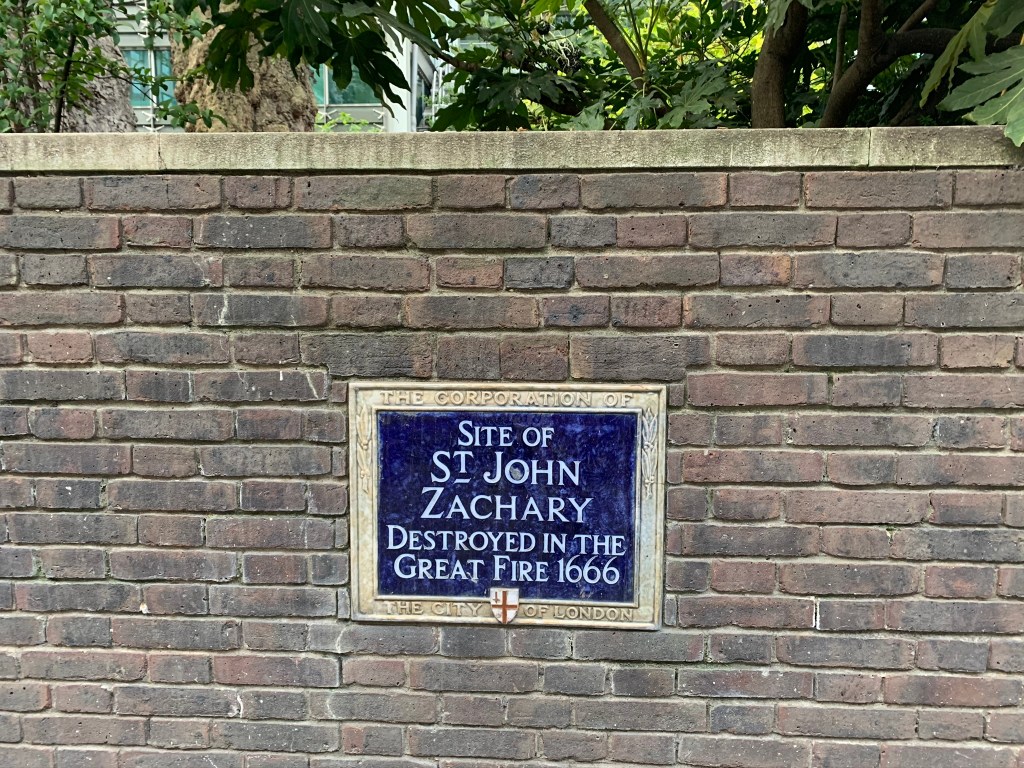 THE CORPORATION OF
SITE OF
ST JOHN
ZACHARY
DESTROYED IN THE
GREAT FIRE 1666
THE CITY OF LONDON